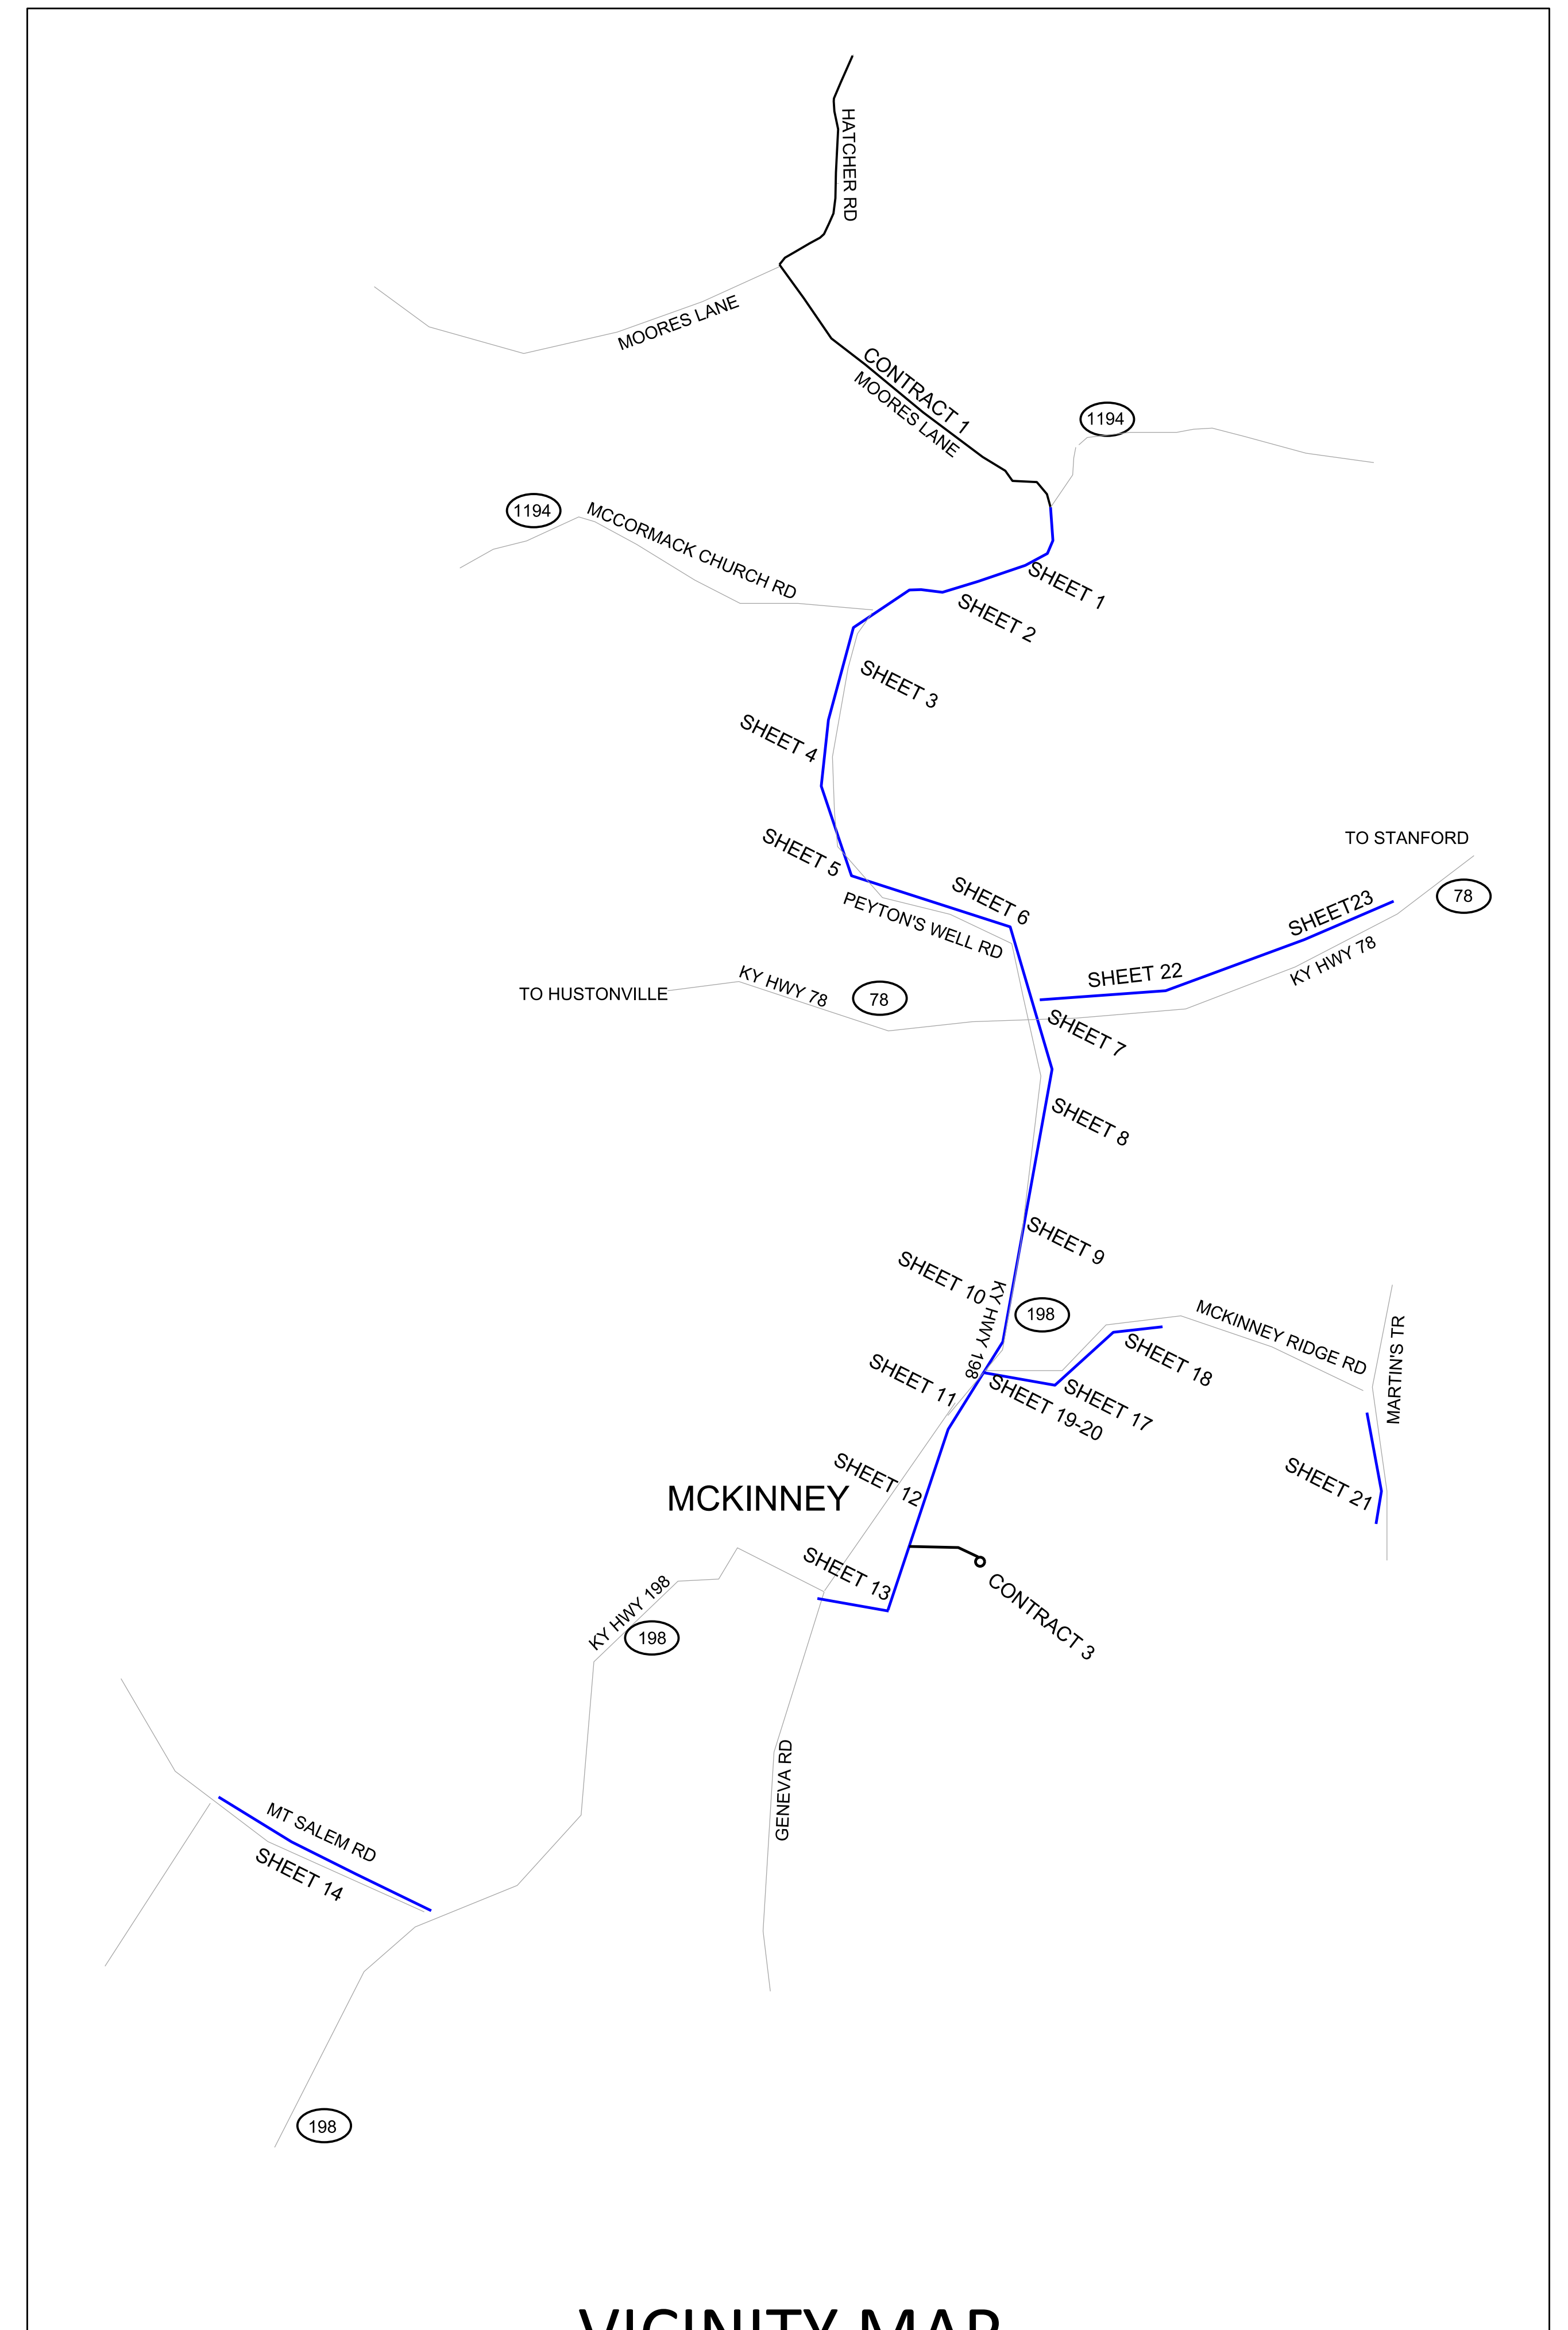 HATCHER RD
MOORES LANE
CONTRACT 1
MOORES LANE
1194
1194
MCCORMACK CHURCH RD
SHEET 1
SHEET 2
SHEET 3
SHEET 4
SHEET 5
TO STANFORD
SHEET 6
78
PEYTON'S WELL RD
SHEET23
KY HWY 78
SHEET 22
TO HUSTONVILLE
KY HWY 78
78
SHEET 7
SHEET 8
SHEET 9
SHEET 10
KY HWY 198
198
MCKINNEY RIDGE RD
MARTIN'S TR
SHEET 18
SHEET 11
SHEET 17
SHEET 19-20
SHEET 12
SHEET 21
MCKINNEY
SHEET 13
CONTRACT 3
KY HWY 198
198
GENEVA RD
MT SALEM RD
SHEET 14
198
VICINITY MAP